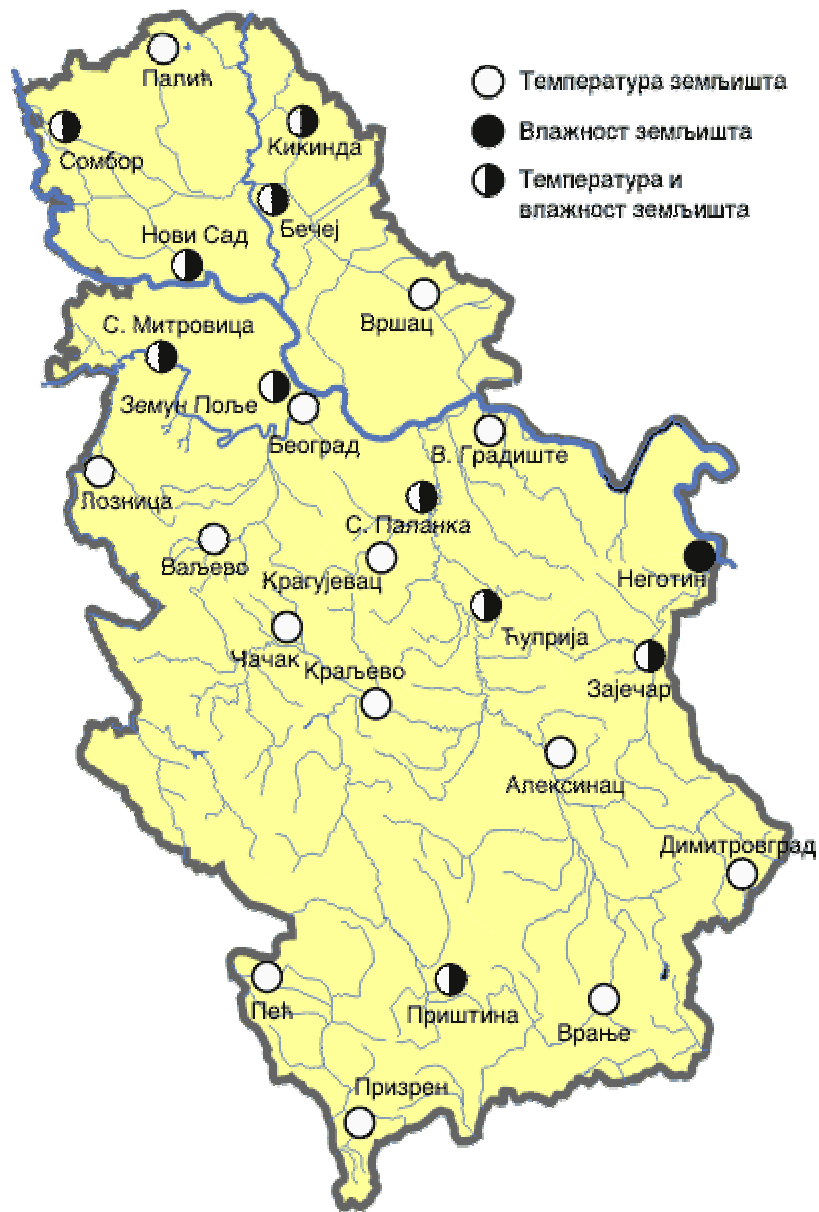 Палић
Температура земљишта
Влажност земљишта
Температура и
влажност земљишта
Сомбор
Кикинда
Бечеј
Нови Сад
Вршац
С. Митровица
Земун Поље
Београд
В. Градиште
Лозница
С. Паланка
Ваљево
Крагујевац
Неготин
Ћуприја
Чачак
Краљево
Зајечар
Алексинац
Димитровград
Пећ
Приштина
Врање
Призрен